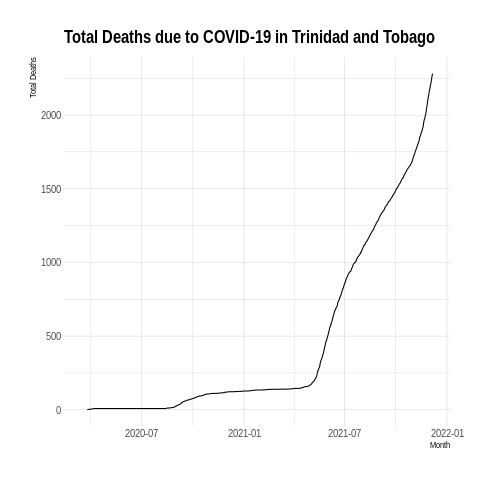 Total Deaths due to COVID-19 in Trinidad and Tobago
Total Deaths
2000
1500
1000
500
0
2020-07 2021-01 2021-07 2022-01
Month